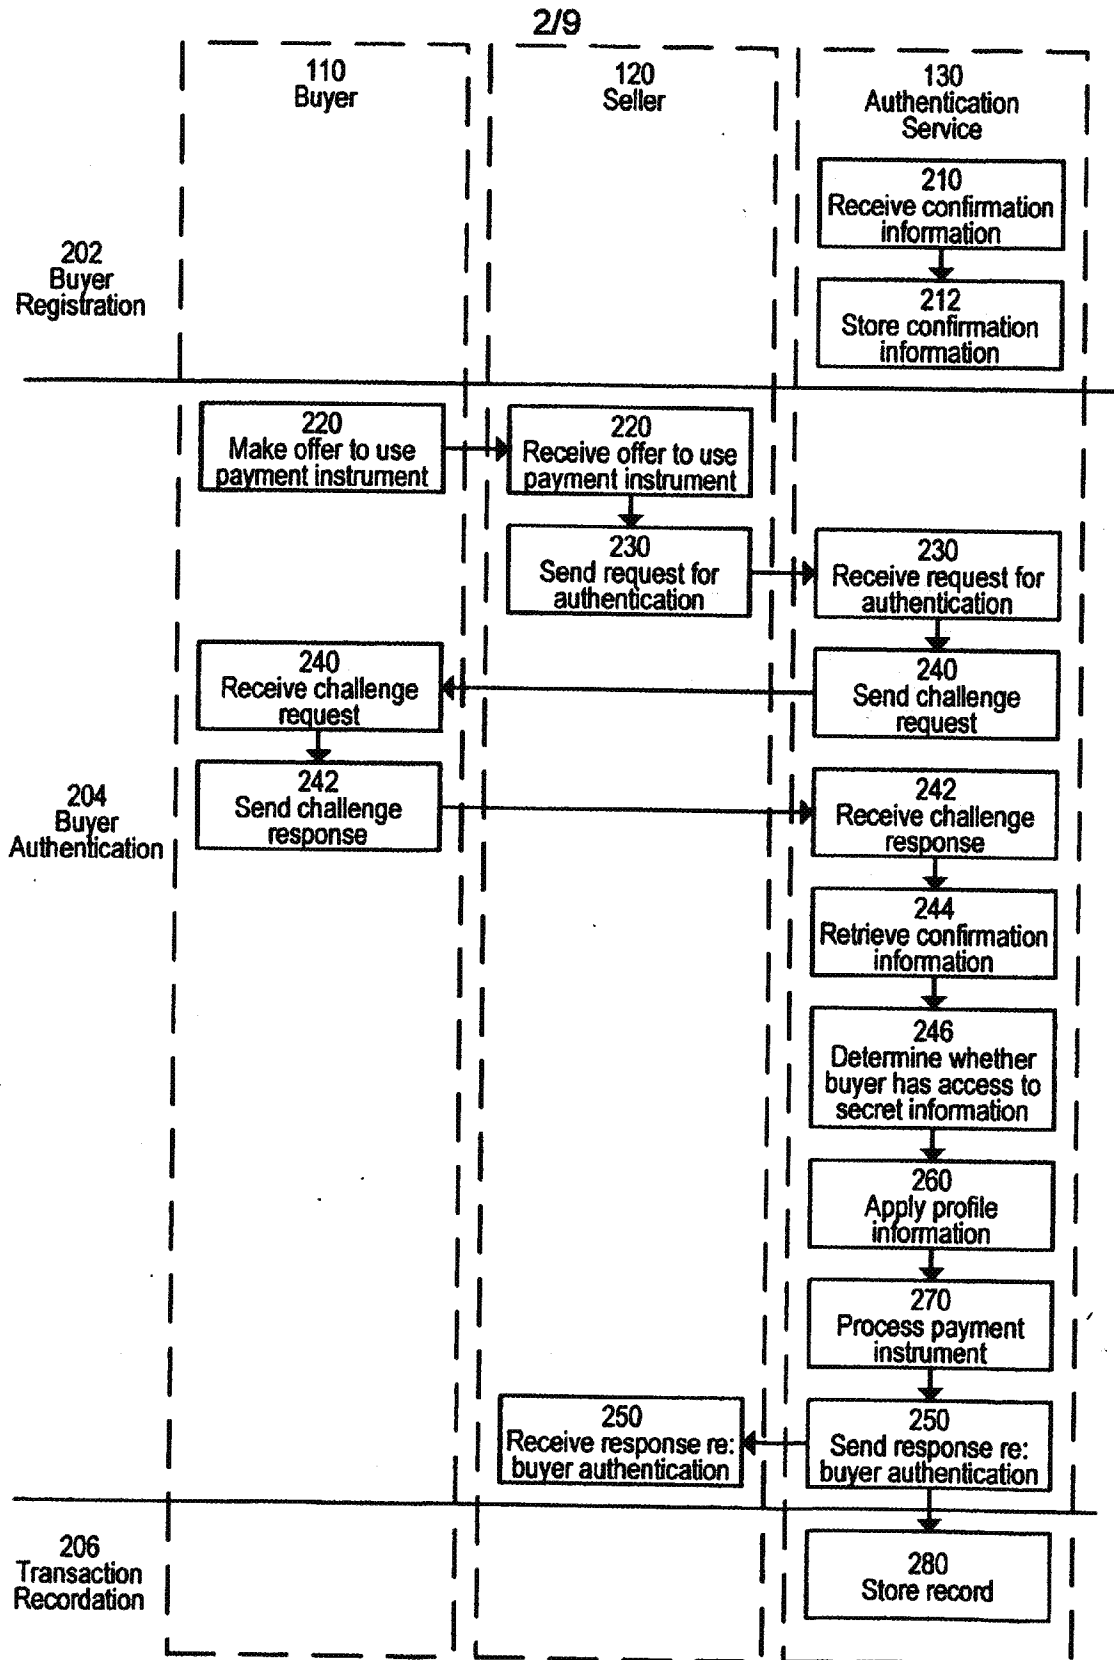 2/9
110
Buyer
120
Seller
130
Authentication
Service
210
Receive confirmation
information
202
Buyer
Registration
212
Store confirmation
information
220
Make offer to use
payment instrument
220
Receive offer to use
payment instrument
230
Send request for
authentication
230
Receive request for
authentication
240
Receive challenge
request
240
Send challenge
request
204
Buyer
Authentication
242
Send challenge
response
242
Receive challenge
response
244
Retrieve confirmation
information
246
Determine whether
buyer has access to
secret information
260
Apply profile
information
270
Process payment
instrument
250
Receive response re:
buyer authentication
250
Send response re:
buyer authentication
206
Transaction
Recordation
280
Store record